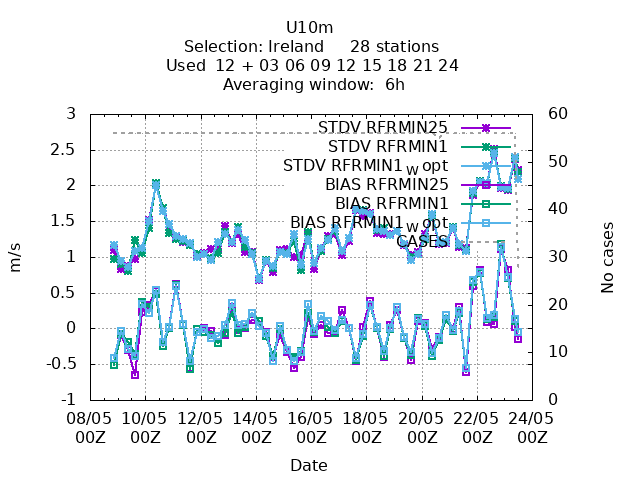 U10m
Selection: Ireland     28 stations
Used  12 + 03 06 09 12 15 18 21 24
Averaging window:  6h
3
2.5
2
1.5
1
0.5
0
-0.5
-1
60
50
40
30
20
10
0
m/s
No cases
STDV RFRMIN25
STDV RFRMIN1
STDV RFRMIN1_w opt
BIAS RFRMIN25
BIAS RFRMIN1
BIAS RFRMIN1_w opt
CASES
08/05 10/05 12/05 14/05 16/05 18/05 20/05 22/05 24/05
00Z 00Z 00Z 00Z 00Z 00Z 00Z 00Z 00Z
Date